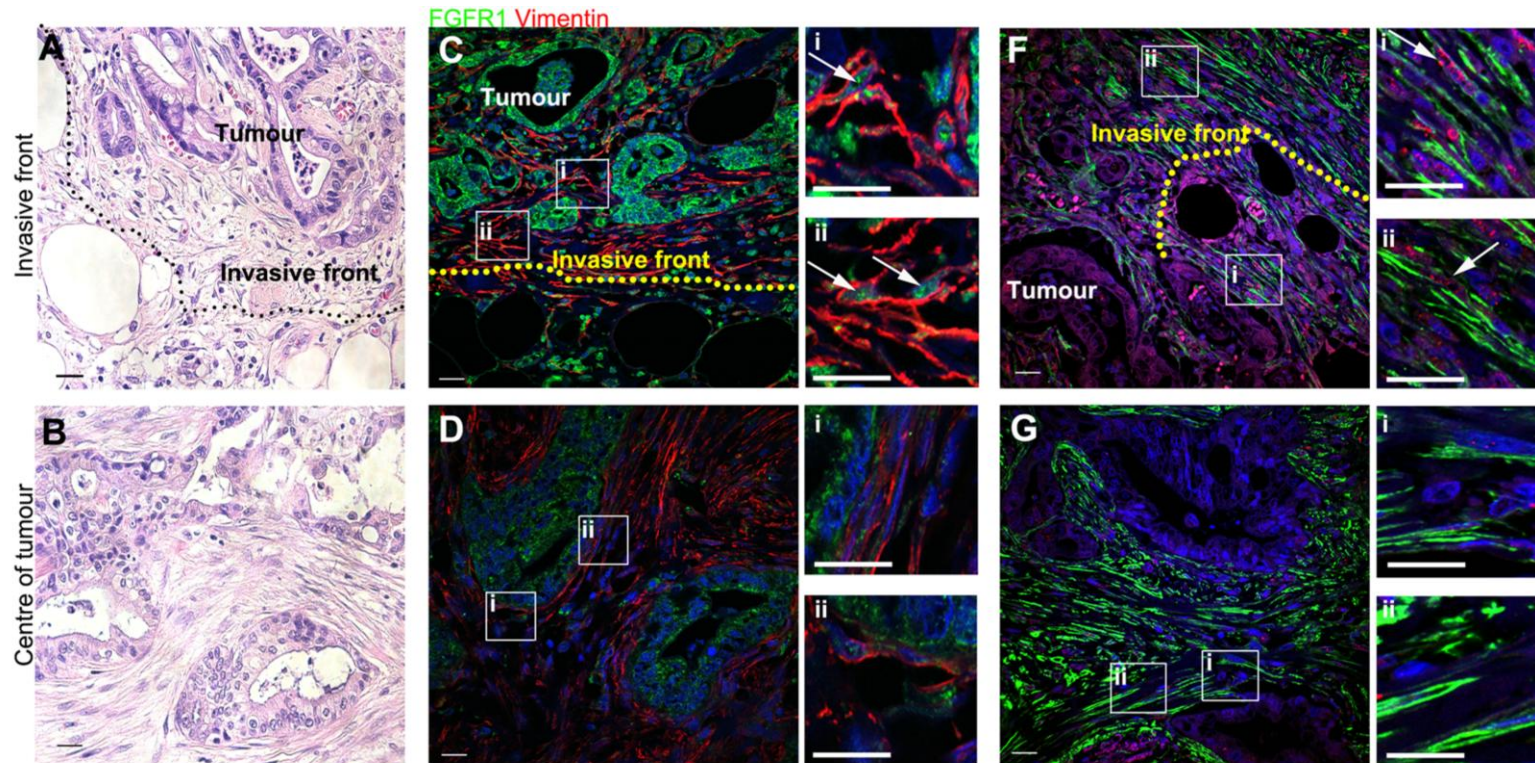 FGFR1 Vimentin
A
Tumour
Invasive front
Invasive front
C
Tumour
i
ii
Invasive front
i
ii
F
ii
Invasive front
i
Tumour
i
ii
B
Centre of tumour
D
ii
i
i
ii
G
i
ii
i
ii